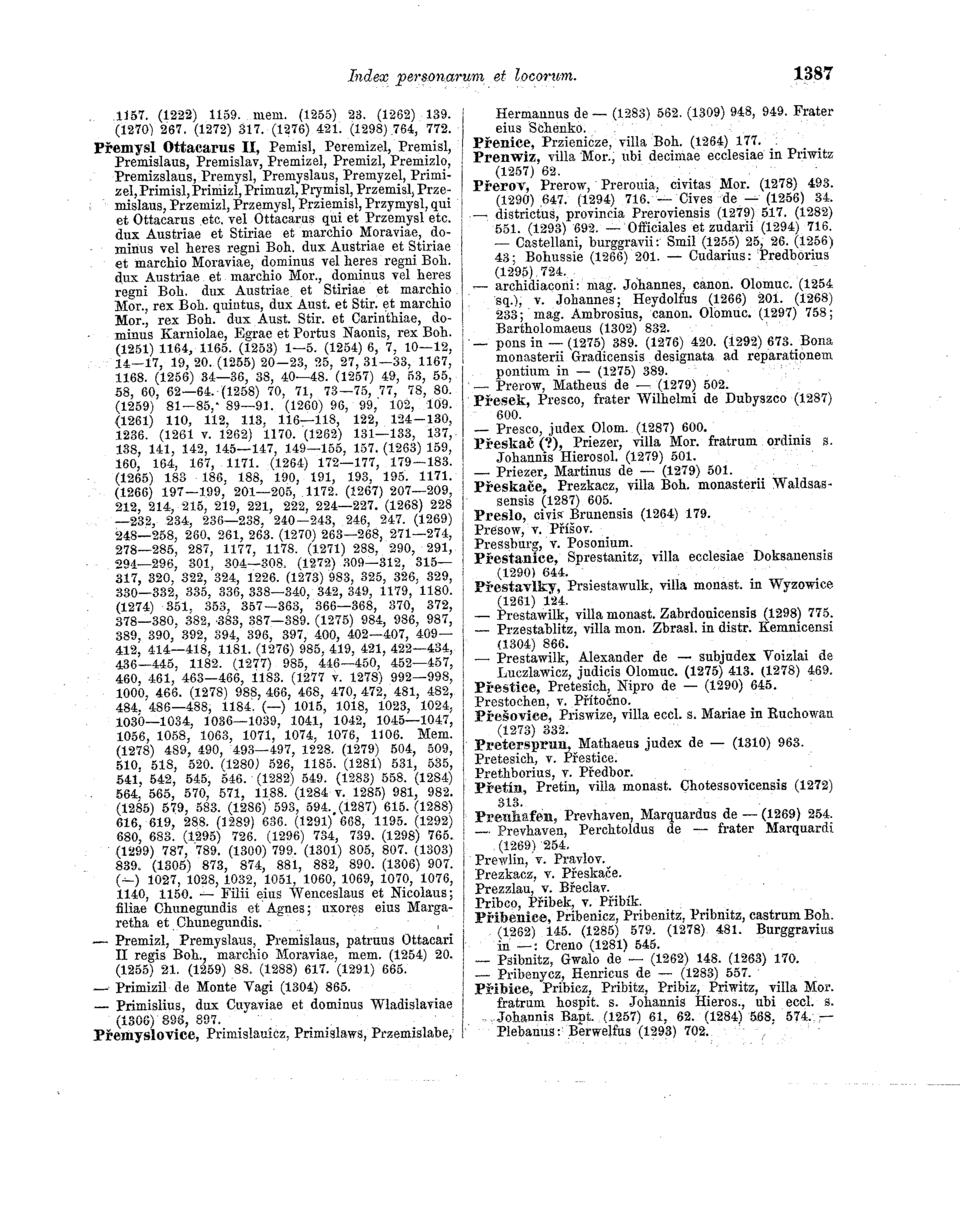 Index personarum et locorum.
1387
1157. (1222) 1159. mem. (1255) 23. (1262) 139.
(1270) 267. (1272) 317. (1276) 421. (1298) 764, 772.
Přemysl Ottacarus II, Pemisl, Peremizel, Premisl,
Premislaus, Premislav, Premizel, Premizl, Premizlo,
Premizslaus, Premysl, Premyslaus, Premyzel, Primi-
zel, Primisl, Primizl, Primuzl, Prymisl, Przemisl, Prze-
mislaus, Przemizl, Przemysl, Prziemisl, Przymysl, qui
et Ottacarus etc. vel Ottacarus qui et Przemysl etc.
dux Austriae et Stiriae et marchio Moraviae, do-
minus vel heres regni Boh. dux Austriae et Stiriae
et marchio Moraviae, dominus vel heres regni Boh.
dux Austriae et marchio Mor., dominus vel heres
regni Boh. dux Austriae et Stiriae et marchio
Mor., rex Boh. quintus, dux Aust. et Stir. et marchio
Mor., rex Boh. dux Aust. Stir. et Carinthiae, do-
minus Karniolae, Egrae et Portus Naonis, rex Boh.
(1251) 1164, 1165. (1253) 1—5. (1254) 6, 7, 10—12,
14—17, 19, 20. (1255) 20—23, 25, 27, 31—33, 1167,
1168. (1256) 34—36, 38, 40—48. (1257) 49, 53, 55,
58, 60, 62—64. (1258) 70, 71, 73—75, 77, 78, 80.
(1259) 81—85, 89—91. (1260) 96, 99, 102, 109.
(1261) 110, 112, 113, 116—118, 122, 124—130,
1236. (1261 v. 1262) 1170. (1262) 131—133, 137,
138, 141, 142, 145—147, 149—155, 157. (1263) 159,
160, 164, 167, 1171. (1264) 172—177, 179—183.
(1265) 183 186, 188, 190, 191, 193, 195. 1171.
(1266) 197—199, 201—205, 1172. (1267) 207—209,
212, 214, 215, 219, 221, 222, 224—227. (1268) 228
—232, 234, 236—238, 240—243, 246, 247. (1269)
248—258, 260, 261, 263. (1270) 263—268, 271—274,
278—285, 287, 1177, 1178. (1271) 288, 290, 291,
294—296, 301, 304—308. (1272) 309—312, 315—
317, 320, 322, 324, 1226. (1273) 983, 325, 326, 329,
330—332, 335, 336, 338—340, 342, 349, 1179, 1180.
(1274) 351, 353, 357—363, 366—368, 370, 372,
378—380, 382, 383, 387—389. (1275) 984, 986, 987,
389, 390, 392, 394, 396, 397, 400, 402—407, 409—
412, 414—418, 1181. (1276) 985, 419, 421, 422—434,
436—445, 1182. (1277) 985, 446—450, 452—457,
460, 461, 463—466, 1183. (1277 v. 1278) 992—998,
1000, 466. (1278) 988, 466, 468, 470, 472, 481, 482,
484, 486—488, 1184. (—) 1015, 1018, 1023, 1024,
1030—1034, 1036—1039, 1041, 1042, 1045—1047,
1056, 1058, 1063, 1071, 1074, 1076, 1106. Mem.
(1278) 489, 490, 493—497, 1228. (1279) 504, 509,
510, 518, 520. (1280) 526, 1185. (1281) 531, 535,
541, 542, 545, 546. (1282) 549. (1283) 558. (1284)
564, 565, 570, 571, 1188. (1284 v. 1285) 981, 982.
(1285) 579, 583. (1286) 593, 594. (1287) 615. (1288)
616, 619, 288. (1289) 636. (1291) 668, 1195. (1292)
680, 683. (1295) 726. (1296) 734, 739. (1298) 765.
(1299) 787, 789. (1300) 799. (1301) 805, 807. (1303)
839. (1305) 873, 874, 881, 882, 890. (1306) 907.
(—) 1027, 1028, 1032, 1051, 1060, 1069, 1070, 1076,
1140, 1150. — Filii eius Wenceslaus et Nicolaus;
filiae Chunegundis et Agnes; uxores eius Marga-
retha et Chunegundis.
— Premizl, Premyslaus, Premislaus, patruus Ottacari
II regis Boh., marchio Moraviae, mem. (1254) 20.
(1255) 21. (1259) 88. (1288) 617. (1291) 665.
— Primizil de Monte Vagi (1304) 865.
— Primislius, dux Cuyaviae et dominus Wladislaviae
(1306) 896, 897.
Přemyslovice, Primislauicz, Primislaws, Przemislabe,
Hermannus de — (1283) 562. (1309) 948, 949. Frater
eius Schenko.
Přenice, Przienicze, villa Boh. (1264) 177.
Prenwiz, villa Mor., ubi decimae ecclesiae in Priwitz
(1257) 62.
Přerov, Prerow, Prerouia, civitas Mor. (1278) 493.
(1290) 647. (1294) 716. — Cives de — (1256) 34.
— districtus, provincia Preroviensis (1279) 517. (1282)
551. (1293) 692. — Officiales et zudarii (1294) 716.
— Castellani, burggravii: Smil (1255) 25, 26. (1256)
43; Bohussie (1266) 201. — Cudarius: Predborius
(1295) 724.
— archidiaconi: mag. Johannes, canon. Olomuc. (1254
sq.), v. Johannes; Heydolfus (1266) 201. (1268)
233; mag. Ambrosius, canon. Olomuc. (1297) 758;
Bartholomaeus (1302) 832.
— pons in — (1275) 389. (1276) 420. (1292) 673. Bona
monasterii Gradicensis designata ad reparationem
pontium in — (1275) 389.
— Prerow, Matheus de — (1279) 502.
Přesek, Presco, frater Wilhelmi de Dubyszco (1287)
600.
— Presco, judex Olom. (1287) 600.
Přeskač (?), Priezer, villa Mor. fratrum ordinis s.
Johannis Hierosol. (1279) 501.
— Priezer, Martinus de — (1279) 501.
Přeskače, Prezkacz, villa Boh. monasterii Waldsas-
sensis (1287) 605.
Preslo, civis Brunensis (1264) 179.
Presow, v. Příšov.
Pressburg, v. Posonium.
Přestanice, Sprestanitz, villa ecclesiae Doksanensis
(1290) 644.
Přestavlky, Prsiestawulk, villa monast. in Wyzowice
(1261) 124.
— Prestawilk, villa monast. Zabrdonicensis (1298) 775.
— Przestablitz, villa mon. Zbrasl. in distr. Kemnicensi
(1304) 866.
— Prestawilk, Alexander de — subjudex Voizlai de
Luczlawicz, judicis Olomuc. (1275) 413. (1278) 469.
Přestice, Pretesich, Nipro de — (1290) 645.
Prestochen, v. Přítočno.
Přešovice, Priswize, villa eccl. s. Mariae in Ruchowan
(1273) 332.
Pretersprun, Mathaeus judex de — (1310) 963.
Pretesich, v. Přestice.
Prethborius, v. Předbor.
Přetín, Pretin, villa monast. Chotessovicensis (1272)
313.
Preuhafen, Prevhaven, Marquardus de — (1269) 254.
— Prevhaven, Perchtoldus de — frater Marquardi
(1269) 254.
Prewlin, v. Pravlov.
Prezkacz, v. Přeskače.
Prezzlau, v. Břeclav.
Pribco, Přibek, v. Přibík.
Přibenice, Pribenicz, Pribenitz, Pribnitz, castrum Boh.
(1262) 145. (1285) 579. (1278) 481. Burggravius
in —: Creno (1281) 545.
— Psibnitz, Gwalo de — (1262) 148. (1263) 170.
— Pribenycz, Henricus de — (1283) 557.
Přibice, Pribicz, Pribitz, Pribiz, Priwitz, villa Mor.
fratrum hospit. s. Johannis Hieros., ubi eccl. s.
Johannis Bapt. (1257) 61, 62. (1284) 568, 574. —
Plebanus: Berwelfus (1293) 702.